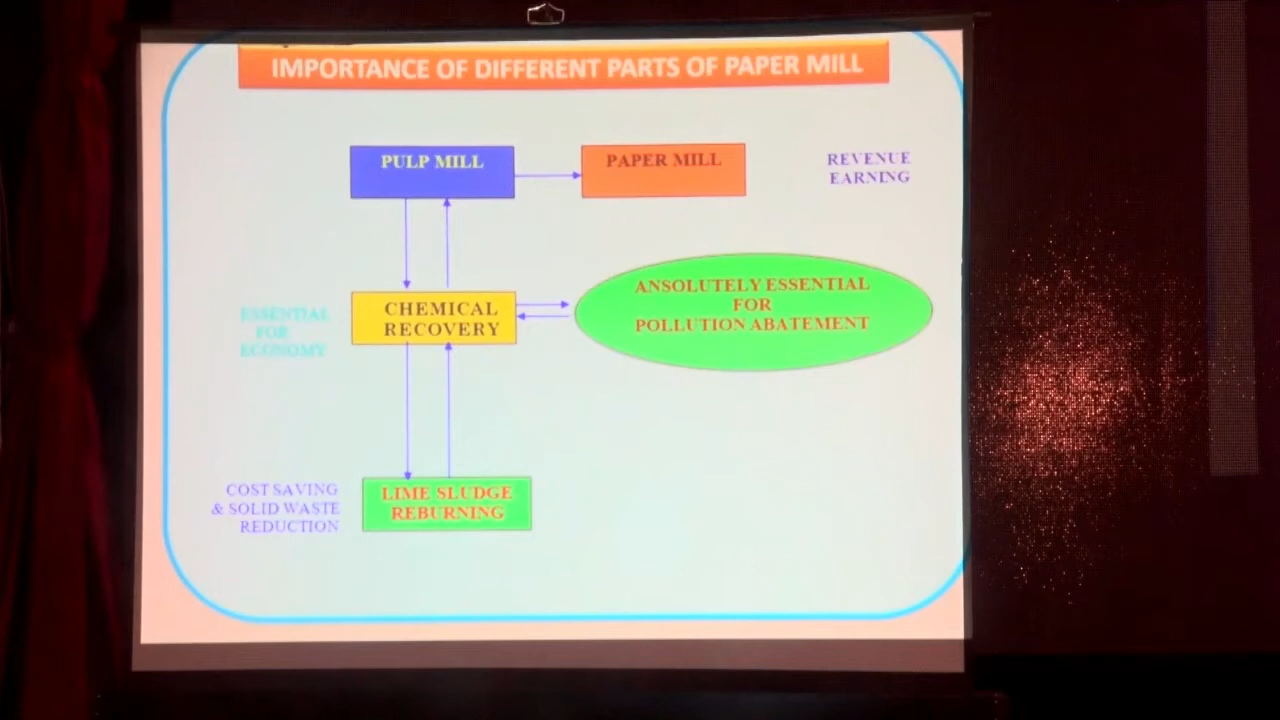 IMPORTANCE OF DIFFERENT PARTS OF PAPER MILL
PULP MILL
PAPER MILL
REVENUE
EARNING
ESSENTIAL
FOR
ECONOMY
CHEMICAL
RECOVERY
ANSOLUTELY ESSENTIAL
FOR
POLLUTION ABATEMENT
COST SAVING
& SOLID WASTE
REDUCTION
LIME SLUDGE
REBURNING